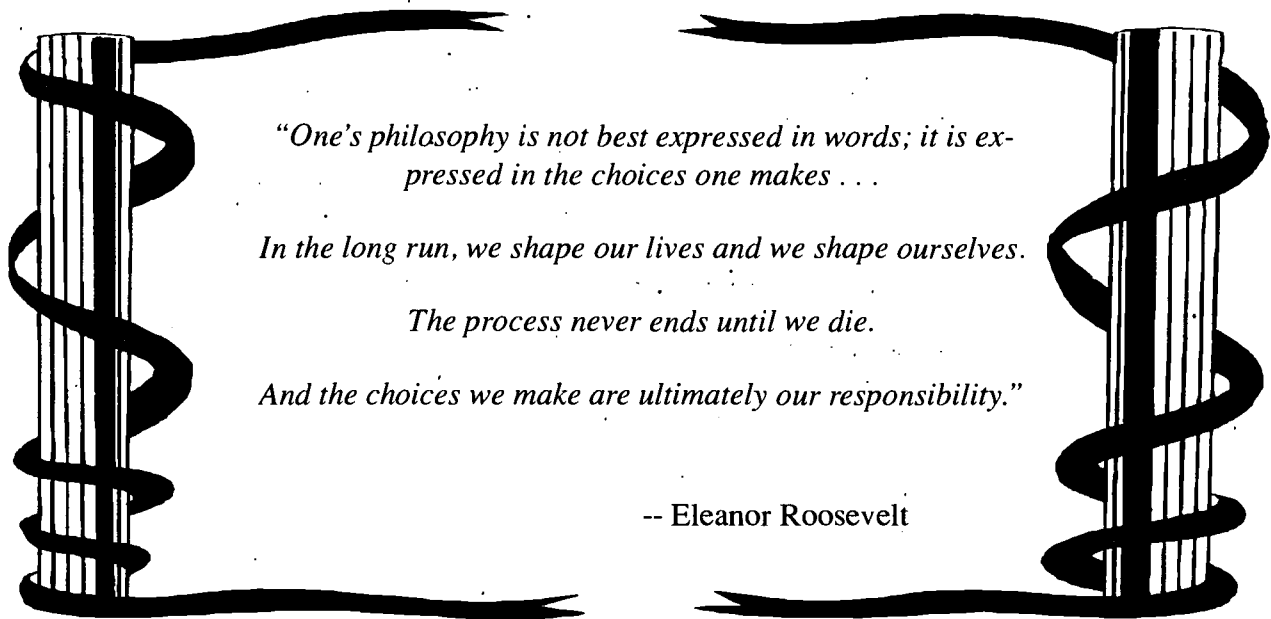 “One's philosophy is not best expressed in words; it is ex-
pressed in the choices one makes . . .
In the long run, we shape our lives and we shape ourselves.
The process never ends until we die.
And the choices we make are ultimately our responsibility.”
-- Eleanor Roosevelt